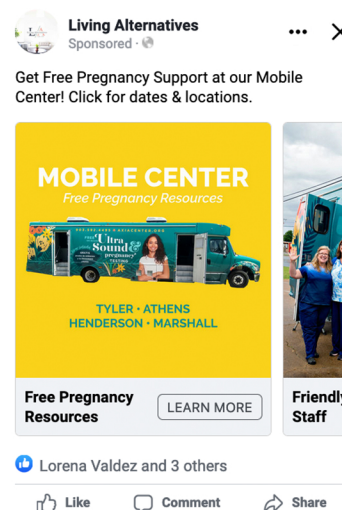 Living Alternatives
Sponsored ·
Get Free Pregnancy Support at our Mobile
Center! Click for dates & locations.
MOBILE CENTER
Free Pregnancy Resources
Ultra
Sound &
pregnancy
TESTING
TYLER · ATHENS
HENDERSON · MARSHALL
Free Pregnancy
Resources
LEARN MORE
Friendly
Staff
Lorena Valdez and 3 others
Like
Comment
Share